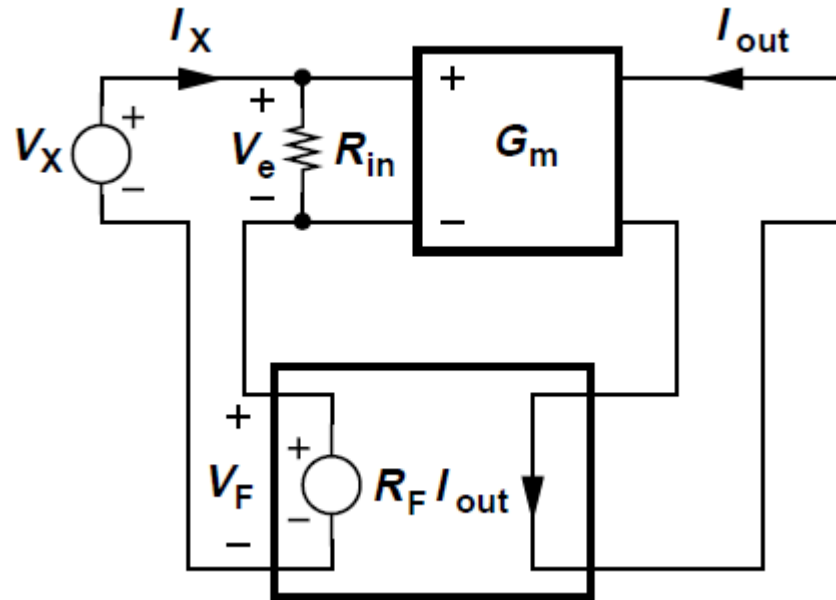 I_X
I_out
+
V_X
+
−
+
V_e
−
R_in
+
−
G_m
+
V_F
−
+
−
R_F I_out